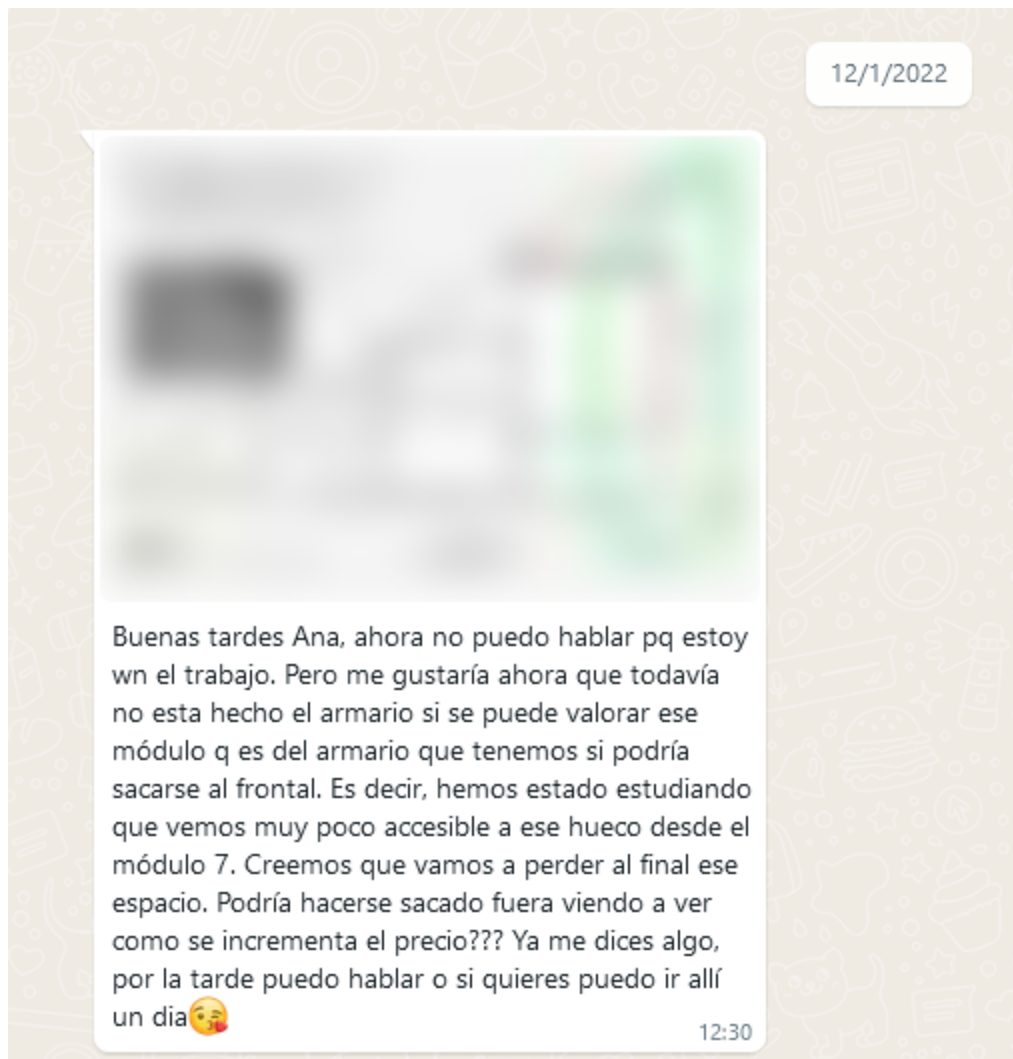 12/1/2022
Buenas tardes Ana, ahora no puedo hablar pq estoy
wn el trabajo. Pero me gustaría ahora que todavía
no esta hecho el armario si se puede valorar ese
módulo q es del armario que tenemos si podría
sacarse al frontal. Es decir, hemos estado estudiando
que vemos muy poco accesible a ese hueco desde el
módulo 7. Creemos que vamos a perder al final ese
espacio. Podría hacerse sacado fuera viendo a ver
como se incrementa el precio??? Ya me dices algo,
por la tarde puedo hablar o si quieres puedo ir allí
un dia😘
12:30